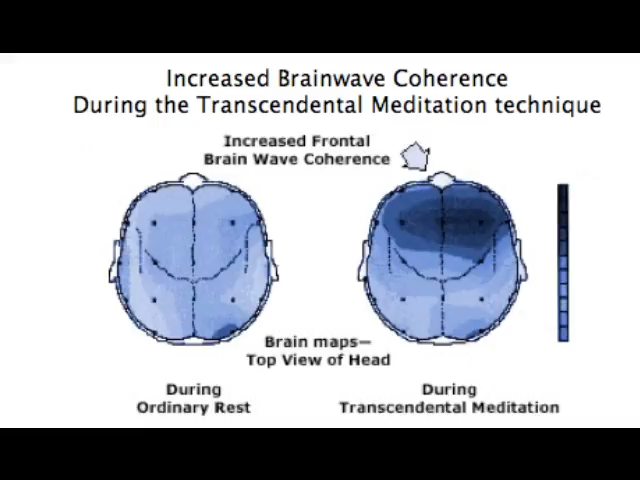 Increased Brainwave Coherence
During the Transcendental Meditation technique
Increased Frontal
Brain Wave Coherence
Brain maps—
Top View of Head
During
Ordinary Rest
During
Transcendental Meditation